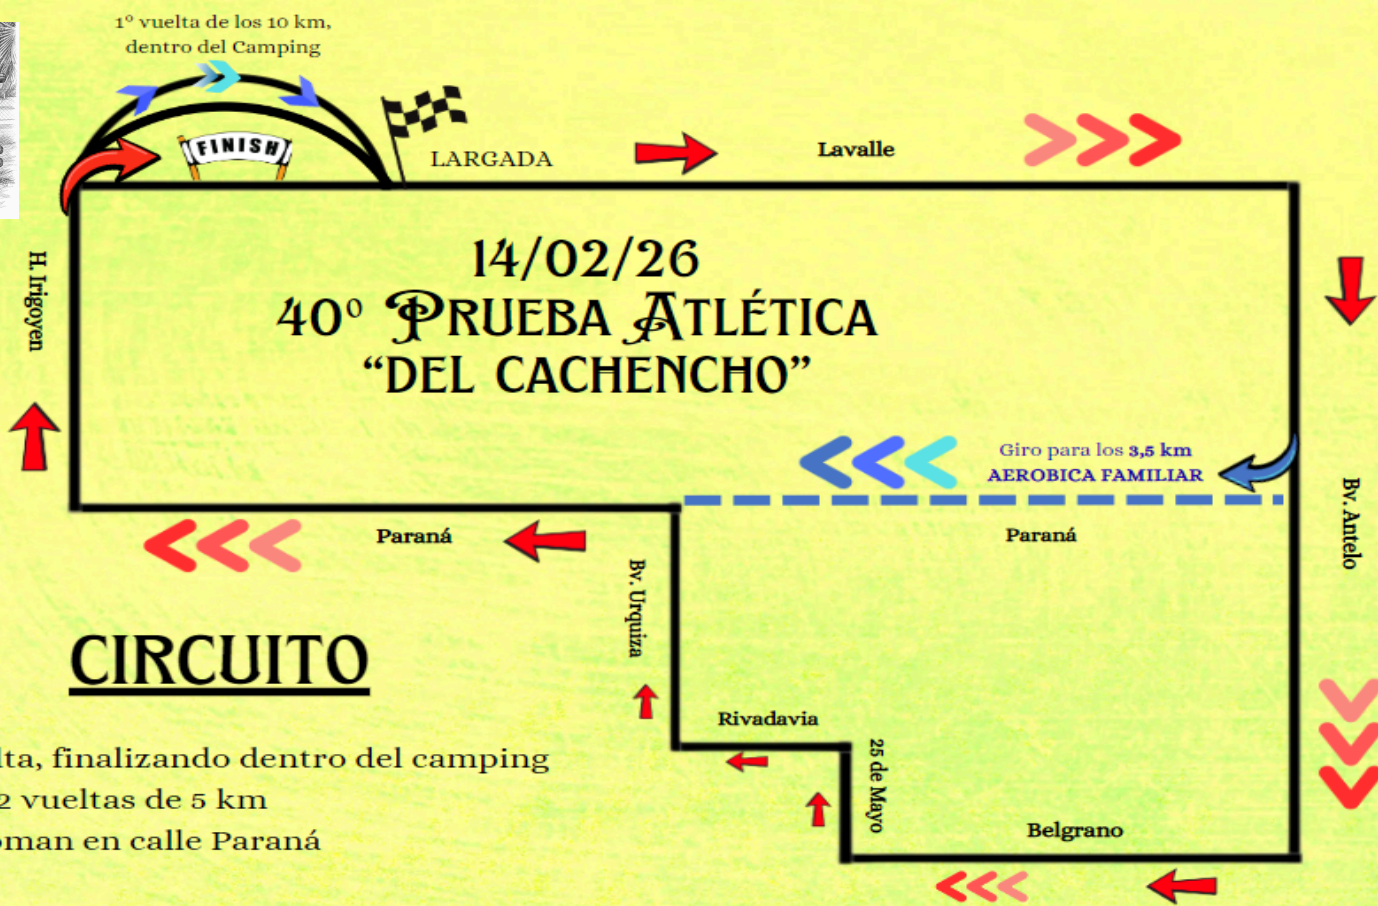 1º vuelta de los 10 km,
dentro del Camping
FINISH
LARGADA
Lavalle
H. Irigoyen
14/02/26
40º PRUEBA ATLÉTICA
“DEL CACHENCHO”
Giro para los 3,5 km
AEROBICA FAMILIAR
Bv. Antelo
Paraná
Paraná
Bv. Urquiza
CIRCUITO
Rivadavia
25 de Mayo
Belgrano
finalizando dentro del camping
2 vueltas de 5 km
en calle Paraná